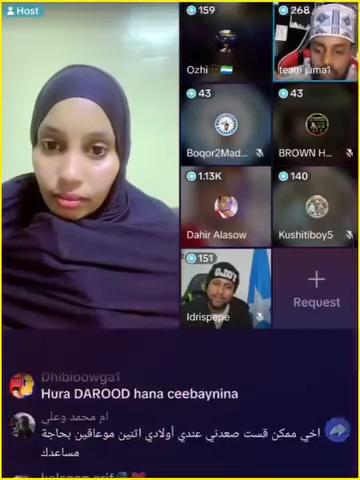 Host
159
Ozhi
268
team jama1
43
Boqor2Mad...
43
BROWN H...
1.13K
Dahir Alasow
140
Kushitiboy5
151
Idrispepe
Request
Dhibloowga1
Hura DAROOD hana ceebaynina
ام محمد وعلي
اخي ممكن قست صعدني عندي أولادي اثنين موعاقين بحاجة
مساعدك